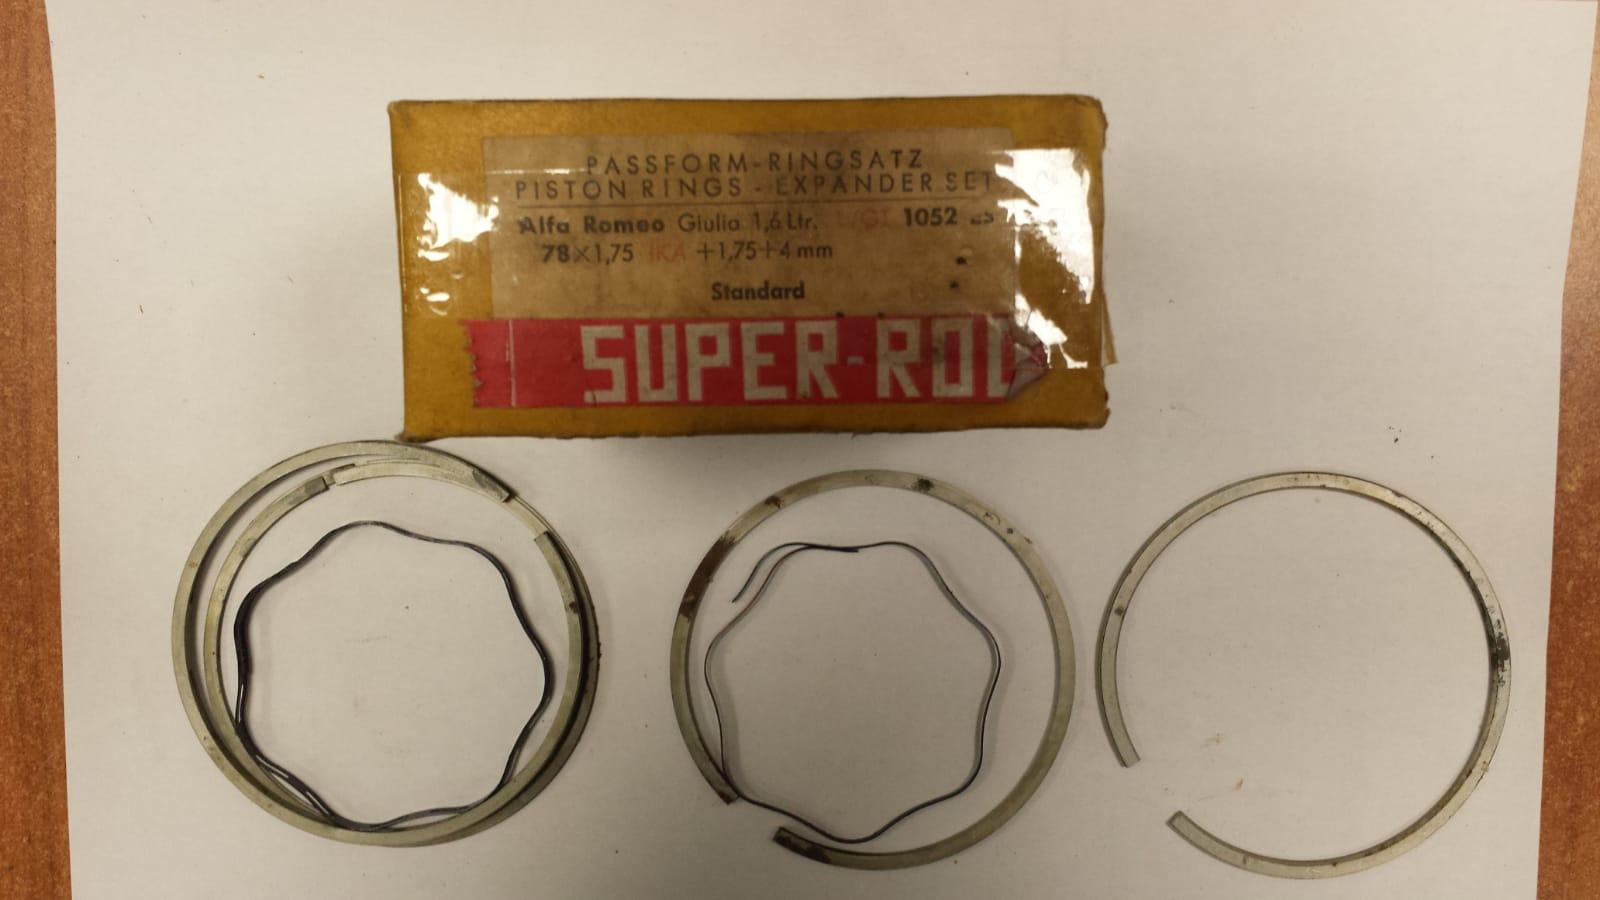 PASSFORM-RINGSATZ
PISTON RINGS - EXPANDER SET
Alfa Romeo Giulia 1,6 Ltr. 1052
78×1,75 IKA +1,75+4 mm
Standard
SUPER-ROL